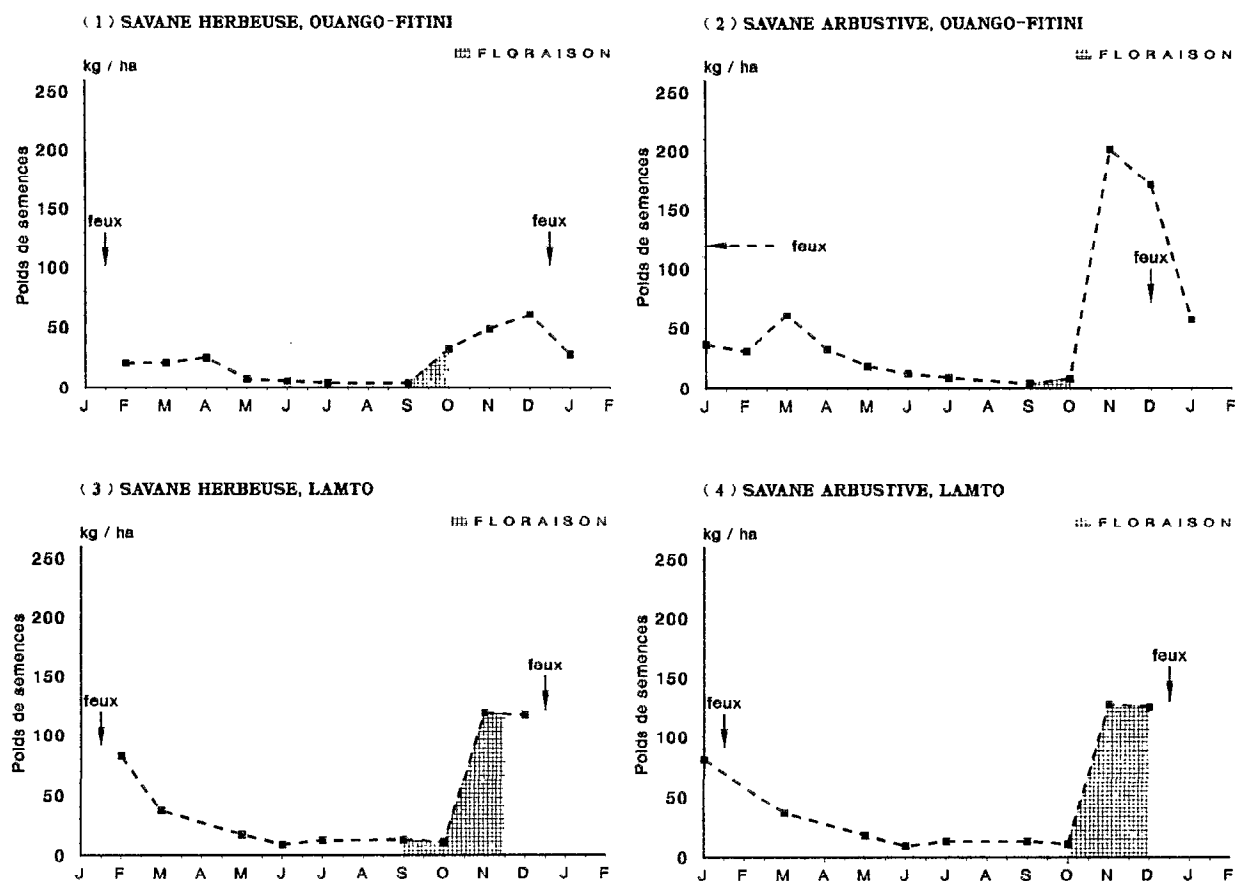 ( 1 ) SAVANE HERBEUSE, OUANGO-FITINI
FLORAISON
kg / ha
Poids de semences
250
200
150
100
50
0
feux
feux
J F M A M J J A S O N D J F
( 2 ) SAVANE ARBUSTIVE, OUANGO-FITINI
FLORAISON
kg / ha
Poids de semences
250
200
150
100
50
0
feux
feux
J F M A M J J A S O N D J F
( 3 ) SAVANE HERBEUSE, LAMTO
FLORAISON
kg / ha
Poids de semences
250
200
150
100
50
0
feux
feux
J F M A M J J A S O N D J F
( 4 ) SAVANE ARBUSTIVE, LAMTO
FLORAISON
kg / ha
Poids de semences
250
200
150
100
50
0
feux
feux
J F M A M J J A S O N D J F